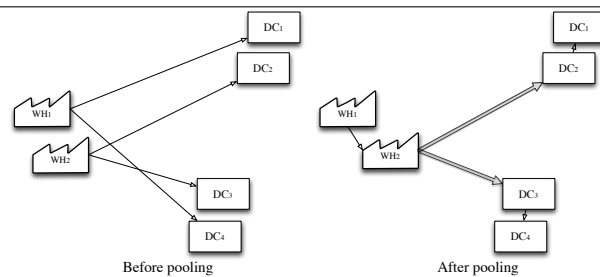 DC1
DC2
WH1
WH2
DC3
DC4
Before pooling
DC1
DC2
WH1
WH2
DC3
DC4
After pooling